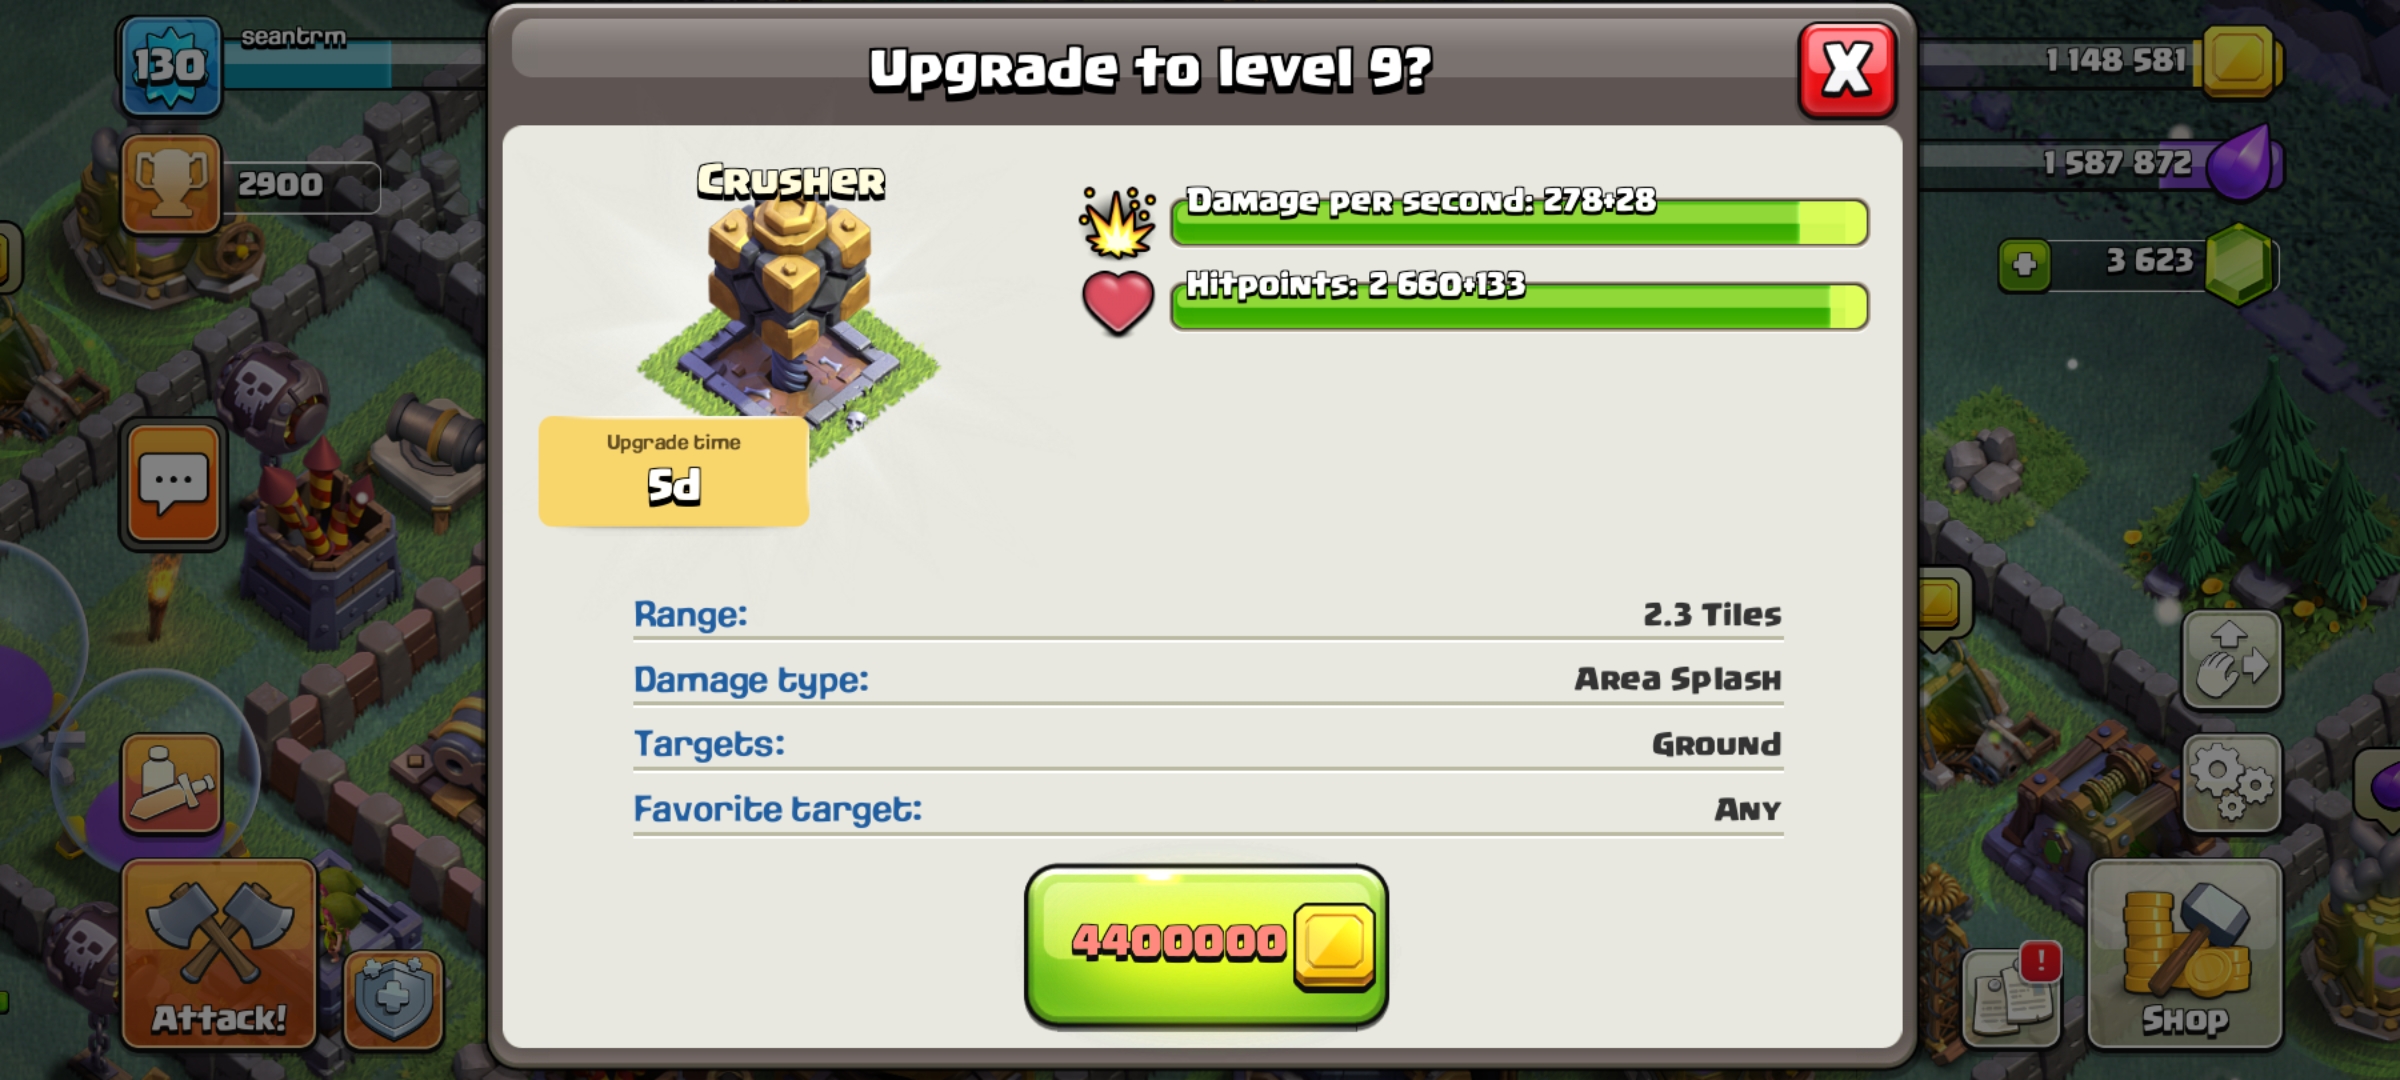 130
seantrm
2900
Upgrade to level 9?
X
1 148 581
1 587 872
3 623
Crusher
Damage per second: 278+28
Hitpoints: 2 660+133
Upgrade time
5d
Range: 2.3 Tiles
Damage type: Area Splash
Targets: Ground
Favorite target: Any
4400000
Attack!
!
Shop